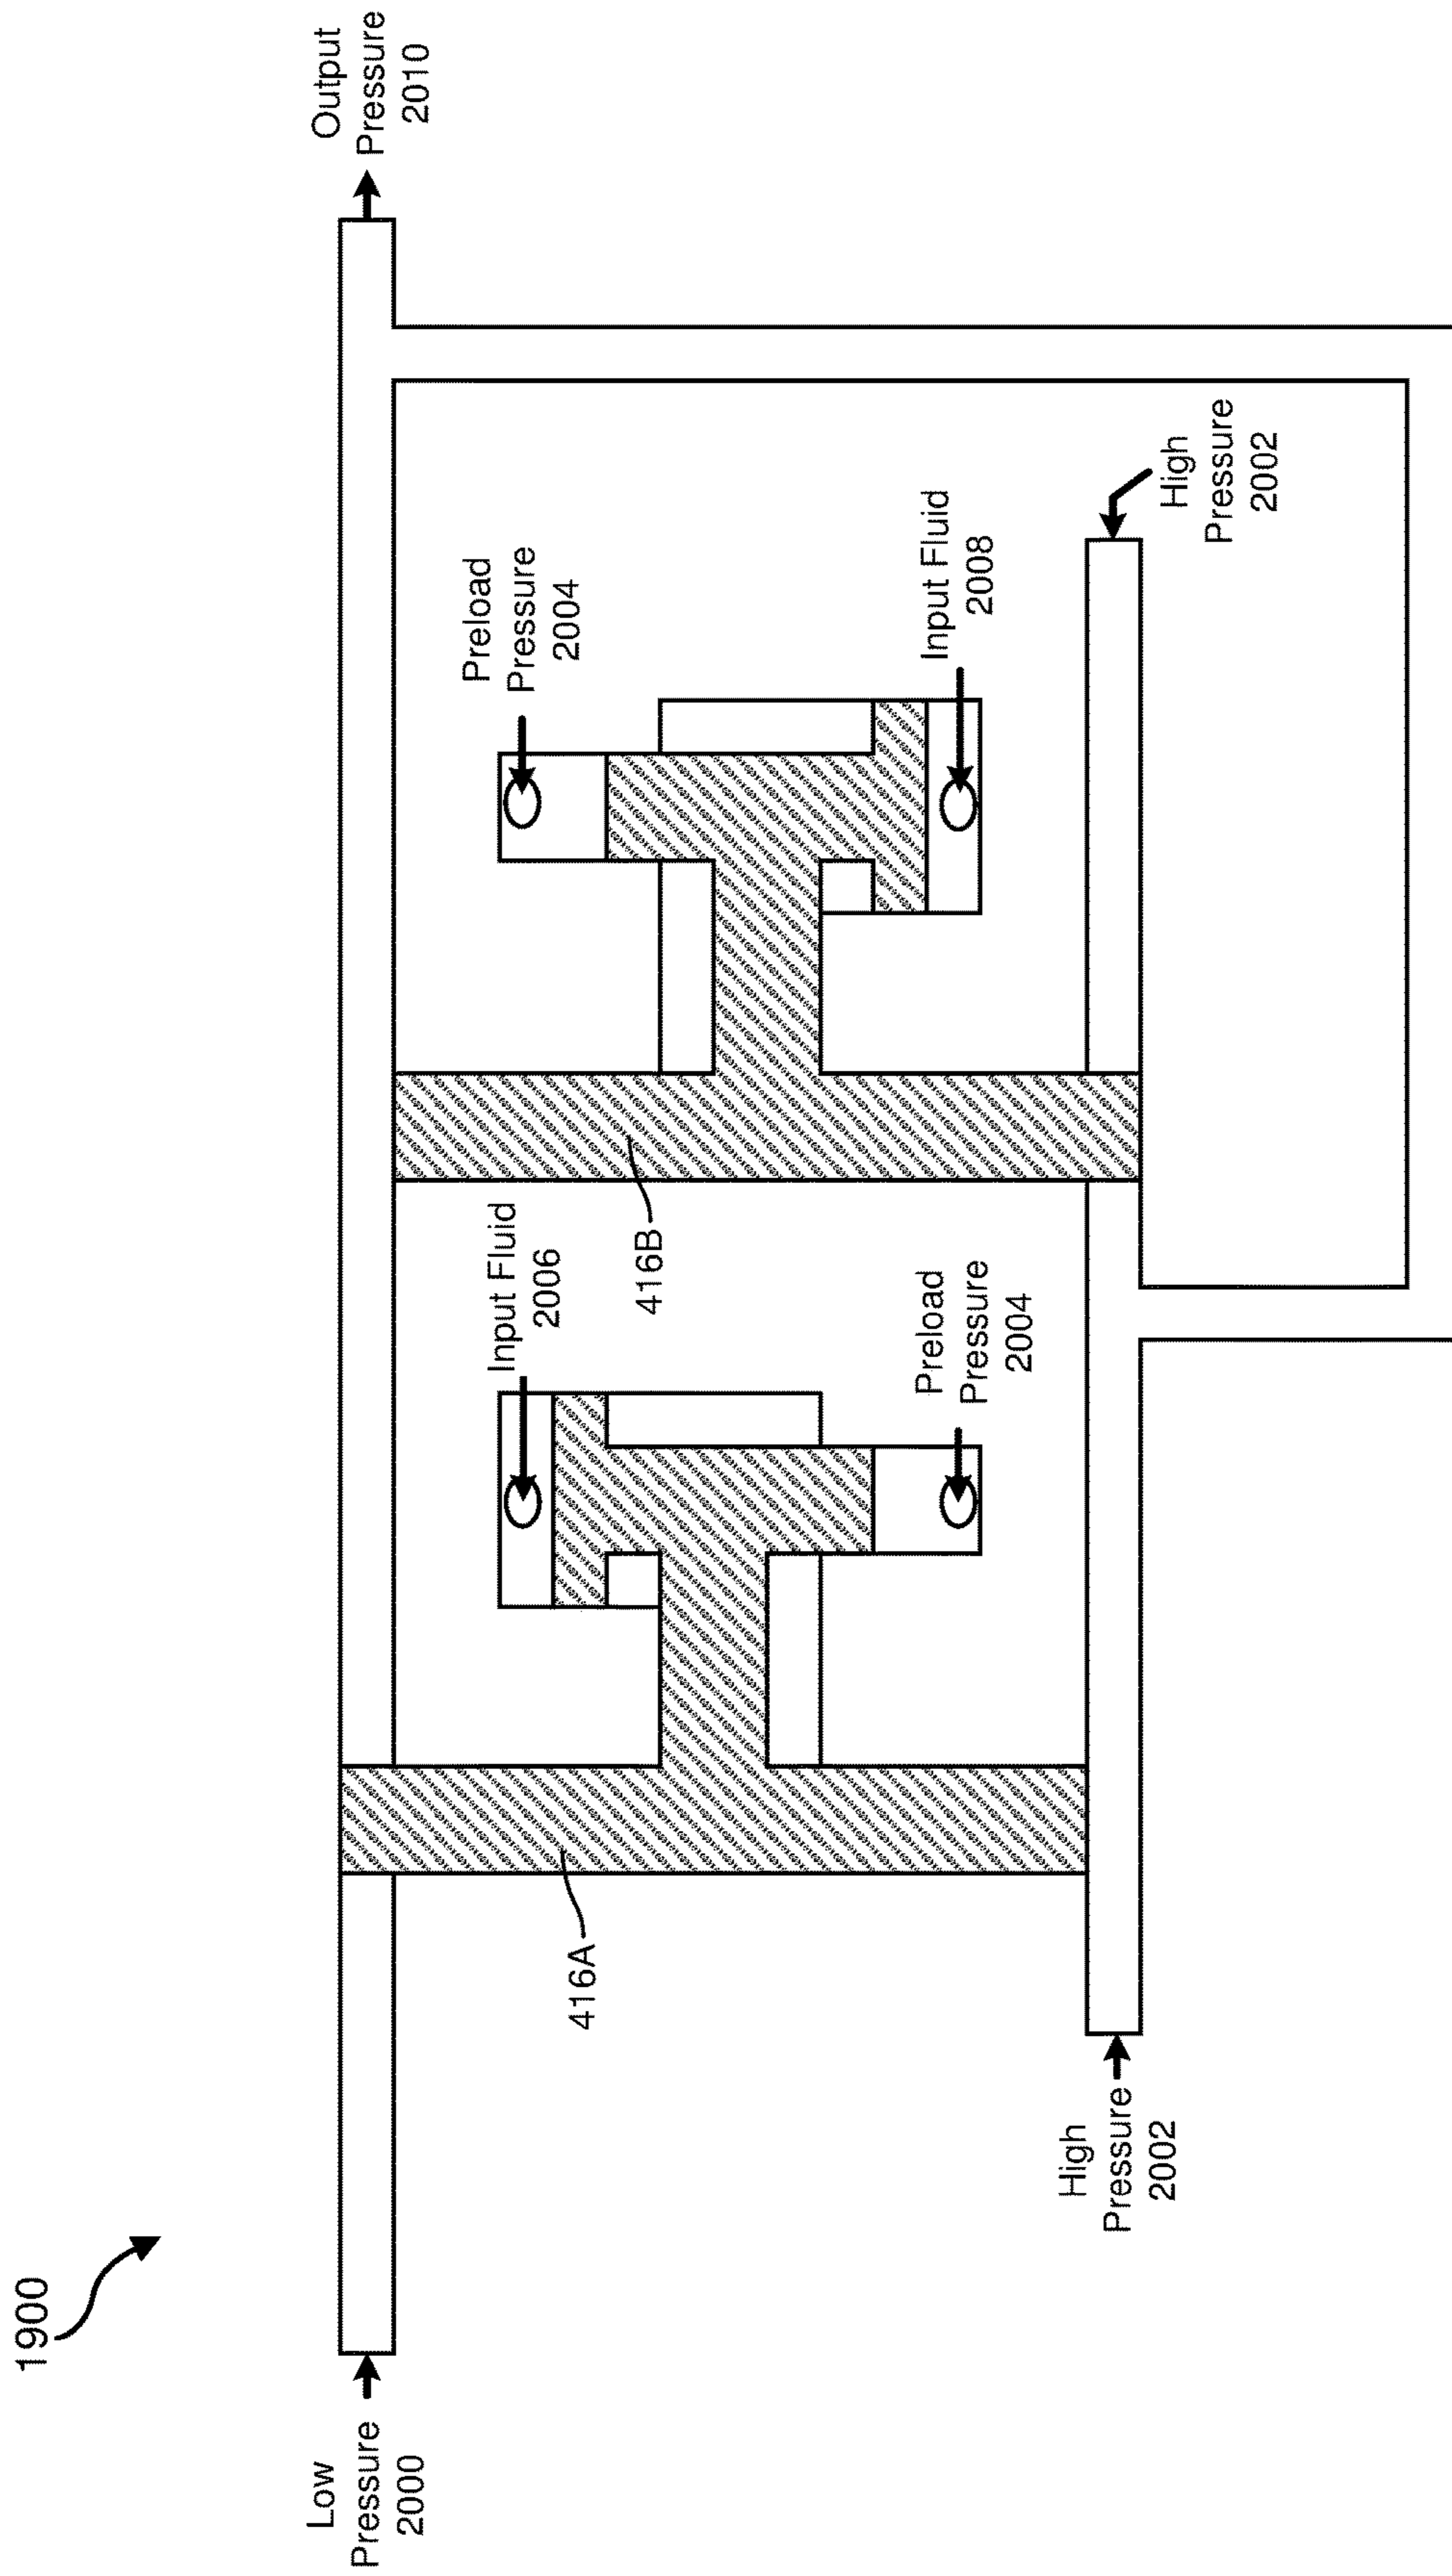 1900
Low
Pressure
2000
Output
Pressure
2010
Input Fluid
2006
Preload
Pressure
2004
416A
416B
Preload
Pressure
2004
Input Fluid
2008
High
Pressure
2002
High
Pressure
2002